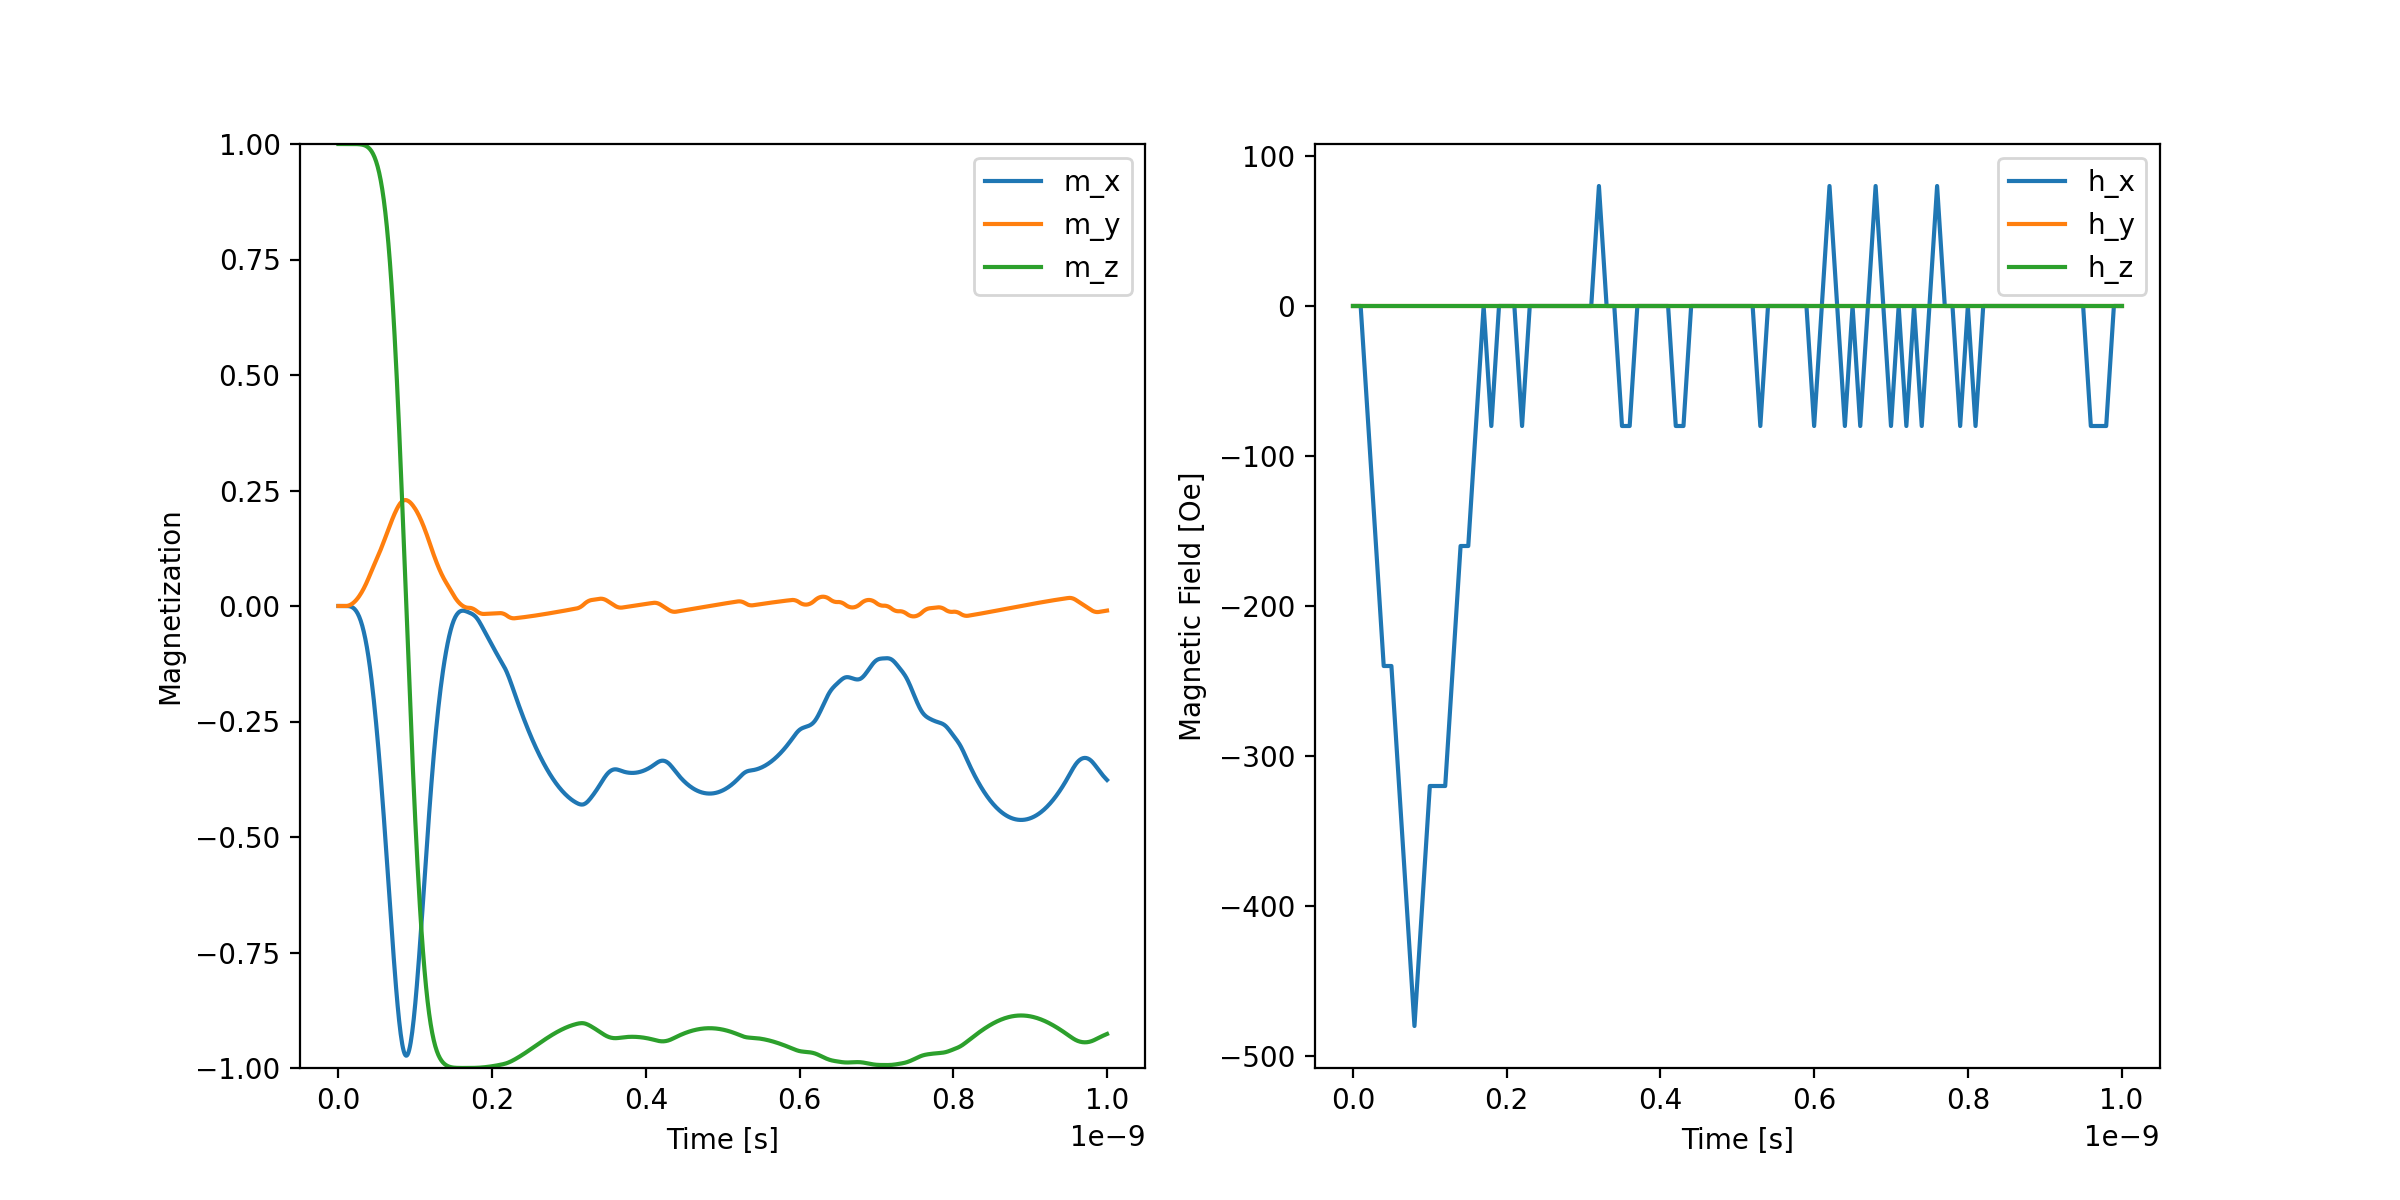 Magnetization
1.00
0.75
0.50
0.25
0.00
−0.25
−0.50
−0.75
−1.00
0.0 0.2 0.4 0.6 0.8 1.0
1e−9
Time [s]
m_x
m_y
m_z
Magnetic Field [Oe]
100
0
−100
−200
−300
−400
−500
0.0 0.2 0.4 0.6 0.8 1.0
1e−9
Time [s]
h_x
h_y
h_z